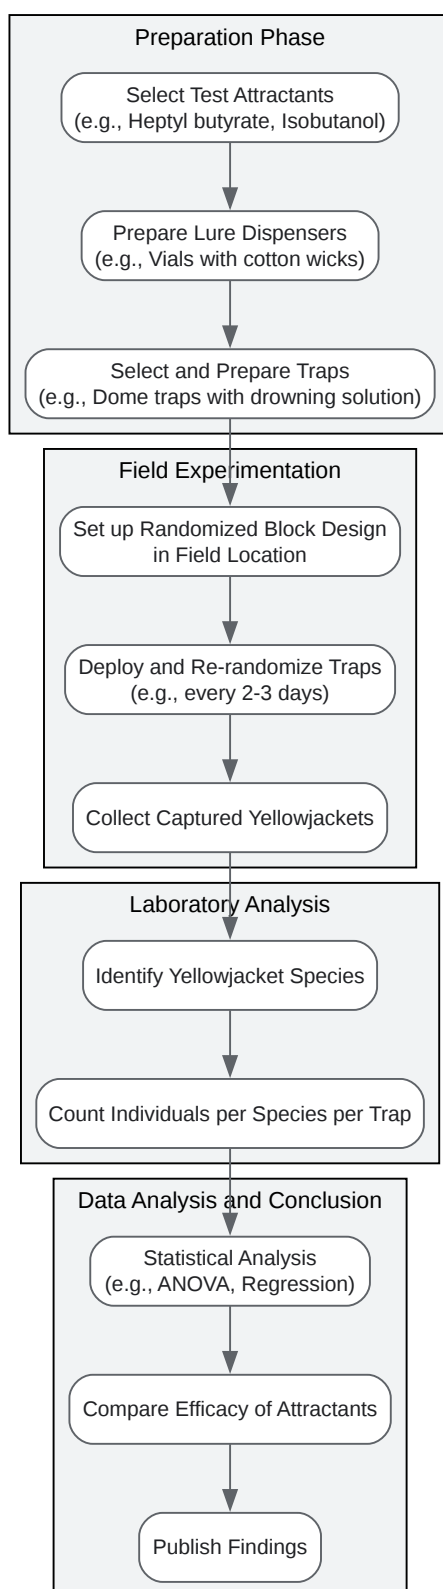 Preparation Phase
Select Test Attractants
(e.g., Heptyl butyrate, Isobutanol)
Prepare Lure Dispensers
(e.g., Vials with cotton wicks)
Select and Prepare Traps
(e.g., Dome traps with drowning solution)
Field Experimentation
Set up Randomized Block Design
in Field Location
Deploy and Re-randomize Traps
(e.g., every 2-3 days)
Collect Captured Yellowjackets
Laboratory Analysis
Identify Yellowjacket Species
Count Individuals per Species per Trap
Data Analysis and Conclusion
Statistical Analysis
(e.g., ANOVA, Regression)
Compare Efficacy of Attractants
Publish Findings